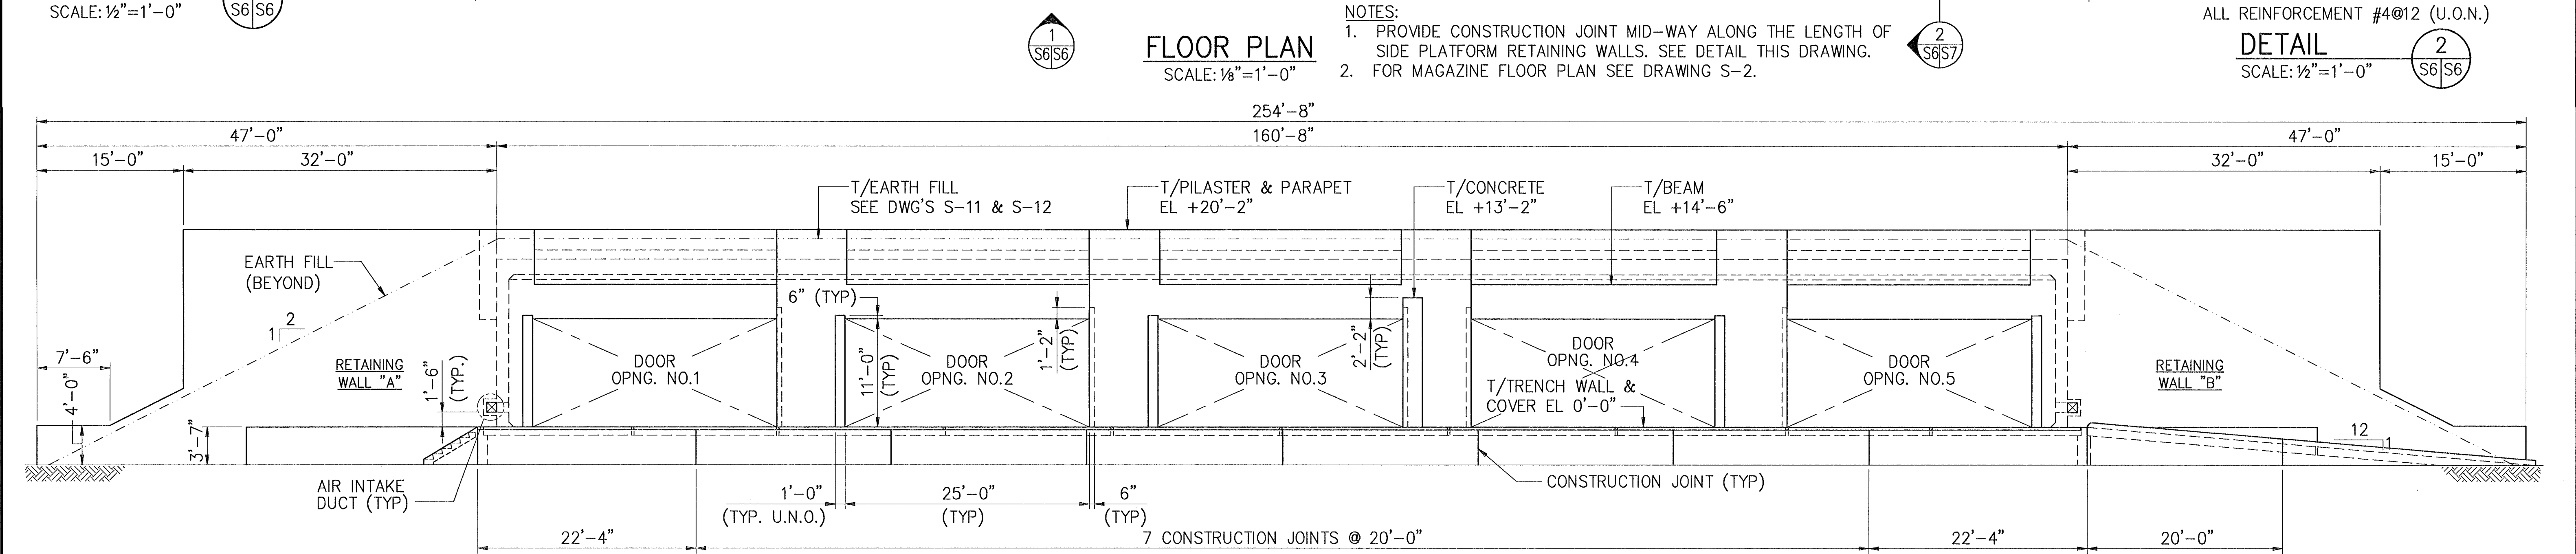 SCALE: ½"=1'-0"
S6 S6
1
S6 S6
FLOOR PLAN
SCALE: ⅛"=1'-0"
NOTES:
1. PROVIDE CONSTRUCTION JOINT MID-WAY ALONG THE LENGTH OF
SIDE PLATFORM RETAINING WALLS. SEE DETAIL THIS DRAWING.
2. FOR MAGAZINE FLOOR PLAN SEE DRAWING S-2.
2
S6 S7
ALL REINFORCEMENT #4@12 (U.O.N.)
DETAIL
SCALE: ½"=1'-0"
2
S6 S6
254'-8"
47'-0"
160'-8"
47'-0"
15'-0"
32'-0"
32'-0"
15'-0"
T/EARTH FILL
SEE DWG'S S-11 & S-12
T/PILASTER & PARAPET
EL +20'-2"
T/CONCRETE
EL +13'-2"
T/BEAM
EL +14'-6"
EARTH FILL
(BEYOND)
2
1
7'-6"
4'-0"
3'-7"
RETAINING
WALL "A"
1'-6"
(TYP.)
AIR INTAKE
DUCT (TYP)
DOOR
OPNG. NO.1
6" (TYP)
11'-0"
(TYP)
DOOR
OPNG. NO.2
1'-2"
(TYP)
DOOR
OPNG. NO.3
2'-2"
(TYP)
DOOR
OPNG. NO.4
T/TRENCH WALL &
COVER EL 0'-0"
DOOR
OPNG. NO.5
RETAINING
WALL "B"
12
1
1'-0"
(TYP. U.N.O.)
25'-0"
(TYP)
6"
(TYP)
CONSTRUCTION JOINT (TYP)
22'-4"
7 CONSTRUCTION JOINTS @ 20'-0"
22'-4"
20'-0"